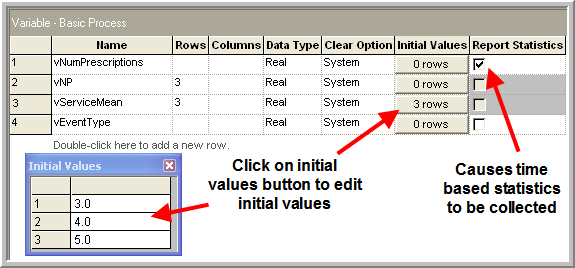 Variable - Basic Process
Name Rows Columns Data Type Clear Option Initial Values Report Statistics
1 vNumPrescriptions Real System 0 rows
2 vNP 3 Real System 0 rows
3 vServiceMean 3 Real System 3 rows
4 vEventType Real System 0 rows
Double-click here to add a new row.
Initial Values
1 3.0
2 4.0
3 5.0
Click on initial
values button to edit
initial values
Causes time
based statistics
to be collected